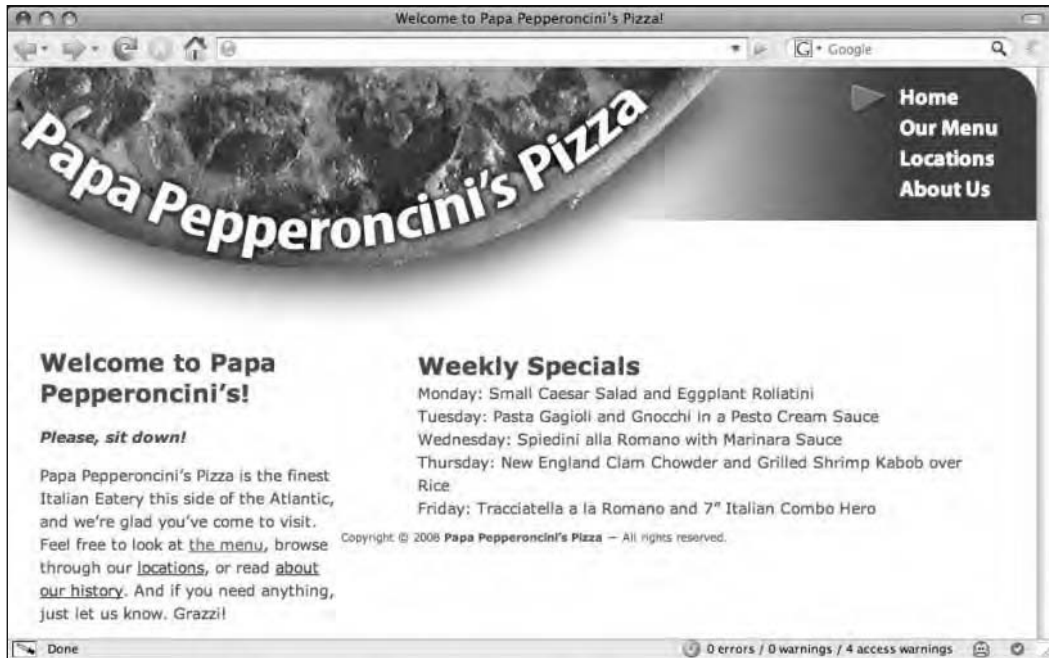 Welcome to Papa Pepperoncini's Pizza!
G Google
Papa Pepperoncini's Pizza
Home
Our Menu
Locations
About Us
Welcome to Papa
Pepperoncini's!
Please, sit down!
Papa Pepperoncini's Pizza is the finest
Italian Eatery this side of the Atlantic,
and we're glad you've come to visit.
Feel free to look at the menu, browse
through our locations, or read about
our history. And if you need anything,
just let us know. Grazzi!
Weekly Specials
Monday: Small Caesar Salad and Eggplant Rollatini
Tuesday: Pasta Gagioli and Gnocchi in a Pesto Cream Sauce
Wednesday: Spiedini alla Romano with Marinara Sauce
Thursday: New England Clam Chowder and Grilled Shrimp Kabob over
Rice
Friday: Tracciatella a la Romano and 7" Italian Combo Hero
Copyright © 2008 Papa Pepperoncini's Pizza — All rights reserved.
Done
0 errors / 0 warnings / 4 access warnings